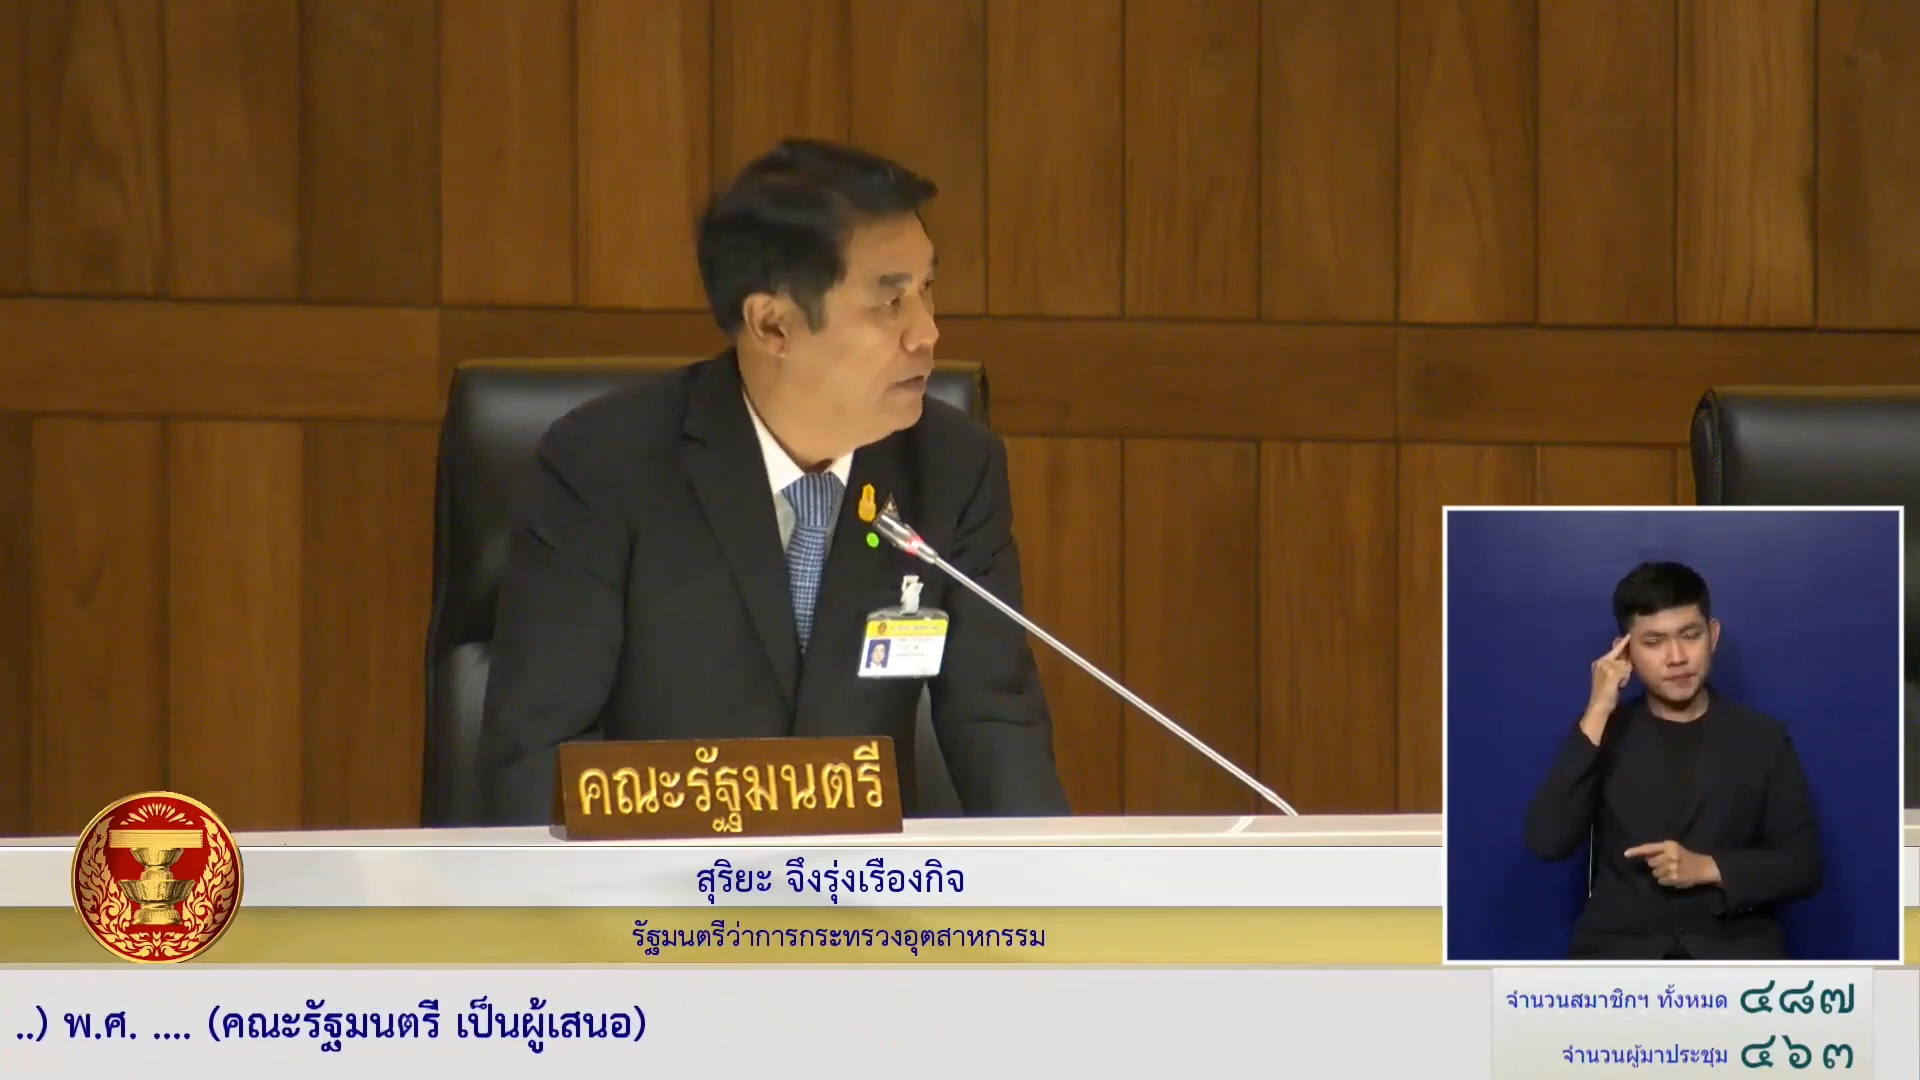 คณะรัฐมนตรี
สุริยะ จึงรุ่งเรืองกิจ
รัฐมนตรีว่าการกระทรวงอุตสาหกรรม
..) พ.ศ. .... (คณะรัฐมนตรี เป็นผู้เสนอ)
จำนวนสมาชิกฯ ทั้งหมด ๔๘๗
จำนวนผู้มาประชุม ๔๖๓